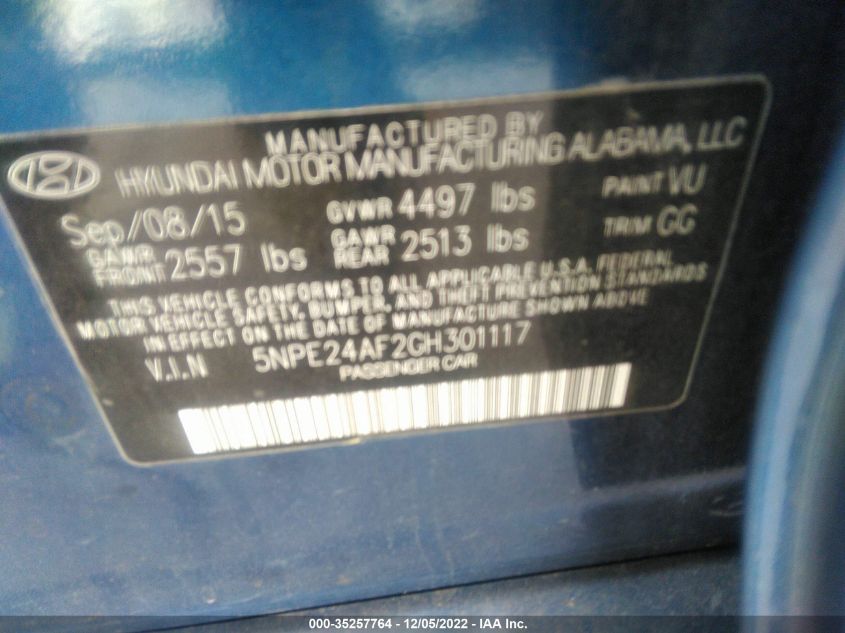 MANUFACTURED BY
HYUNDAI MOTOR MANUFACTURING ALABAMA, LLC
Sep/08/15 GVWR 4497 lbs PAINT VU
GAWR FRONT 2557 lbs GAWR REAR 2513 lbs TRIM GG
THIS VEHICLE CONFORMS TO ALL APPLICABLE U.S.A. FEDERAL
MOTOR VEHICLE SAFETY, BUMPER, AND THEFT PREVENTION STANDARDS
IN EFFECT ON THE DATE OF MANUFACTURE SHOWN ABOVE
V.I.N 5NPE24AF2GH301117
PASSENGER CAR
000-35257764 - 12/05/2022 - IAA Inc.